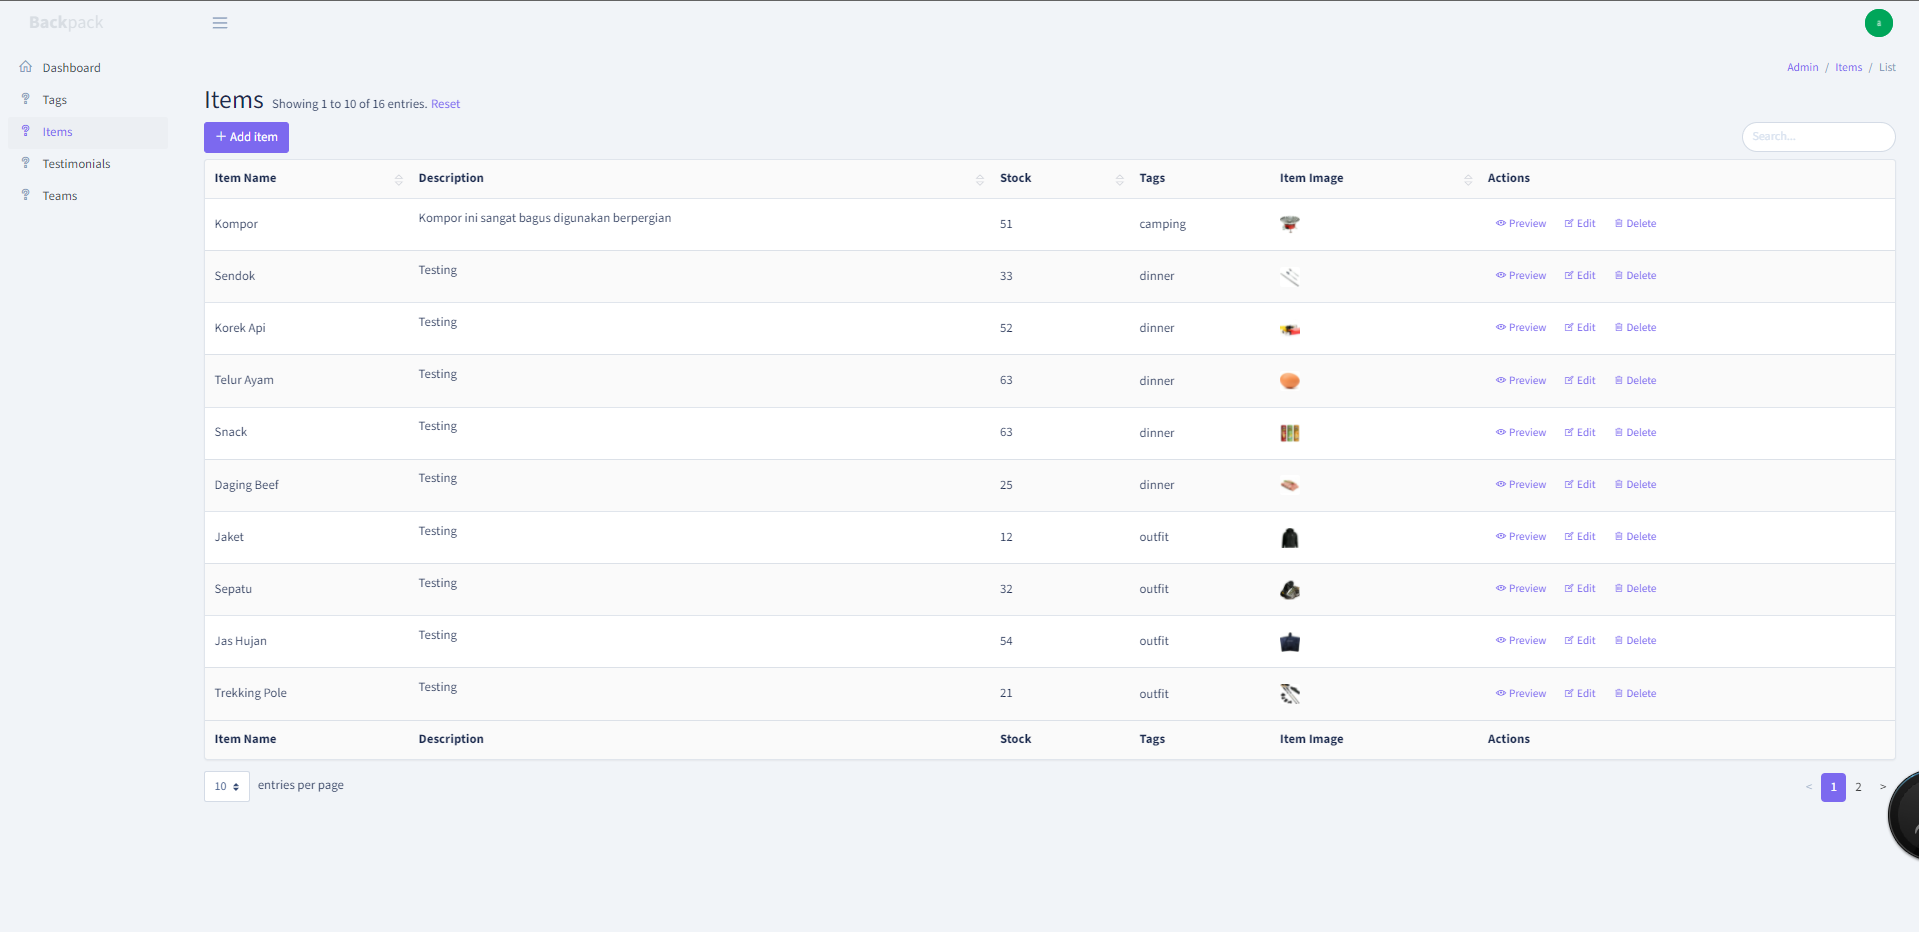 Backpack
a
Dashboard
Tags
Items
Testimonials
Teams
Admin / Items / List
Items Showing 1 to 10 of 16 entries. Reset
+ Add item
Search...
Item Name Description Stock Tags Item Image Actions
Kompor Kompor ini sangat bagus digunakan berpergian 51 camping Preview Edit Delete
Sendok Testing 33 dinner Preview Edit Delete
Korek Api Testing 52 dinner Preview Edit Delete
Telur Ayam Testing 63 dinner Preview Edit Delete
Snack Testing 63 dinner Preview Edit Delete
Daging Beef Testing 25 dinner Preview Edit Delete
Jaket Testing 12 outfit Preview Edit Delete
Sepatu Testing 32 outfit Preview Edit Delete
Jas Hujan Testing 54 outfit Preview Edit Delete
Trekking Pole Testing 21 outfit Preview Edit Delete
Item Name Description Stock Tags Item Image Actions
10 entries per page
< 1 2 >